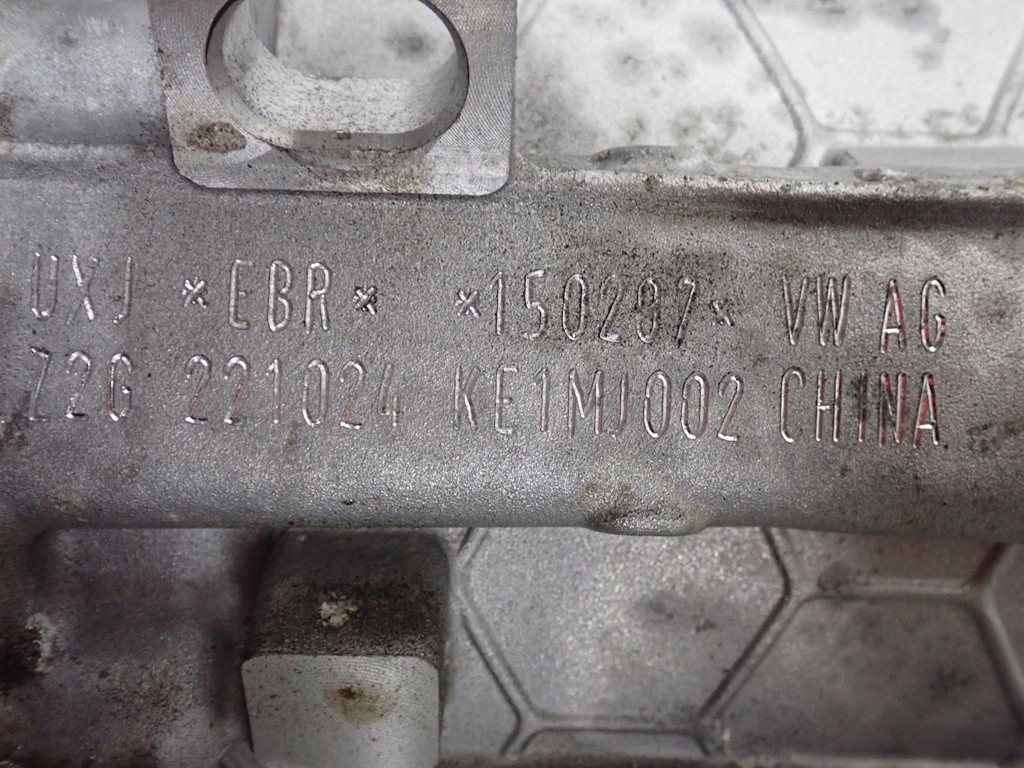 UXJ *EBR* *150297* VW AG
Z2G 221024 KE1MJ002 CHINA